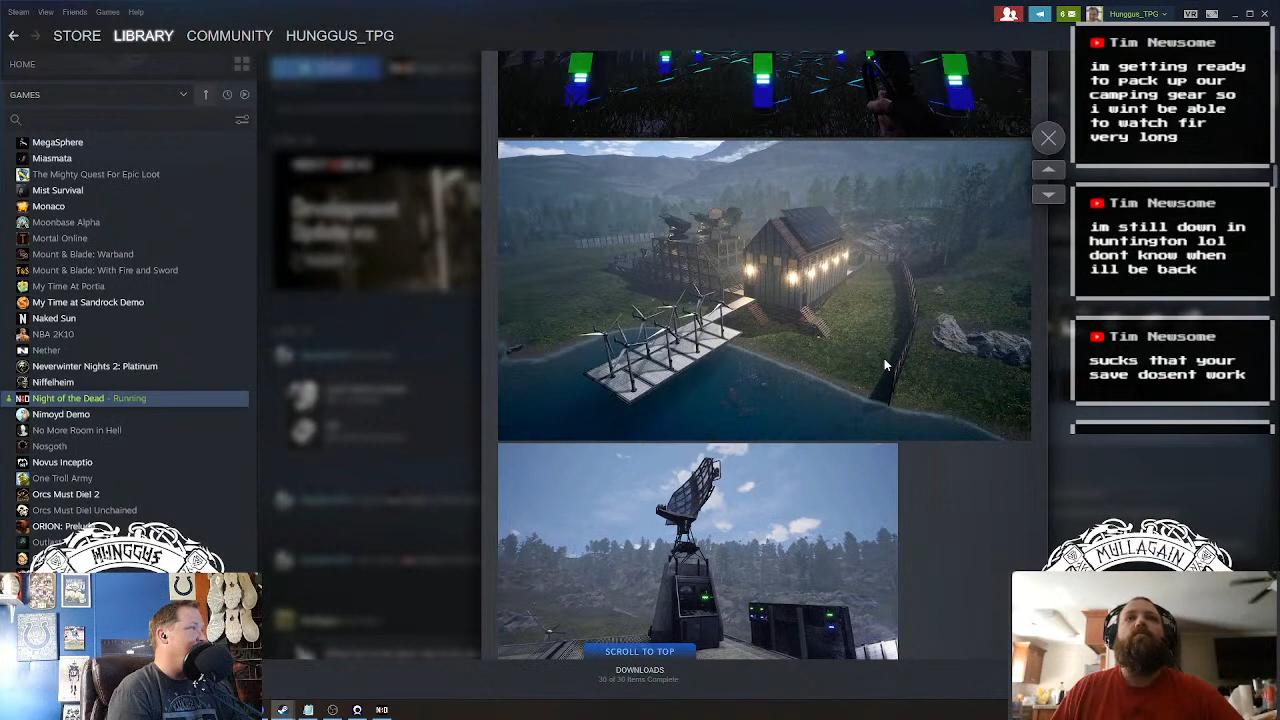 Steam View Friends Games Help
6
Hunggus_TPG
VR
STORE LIBRARY COMMUNITY HUNGGUS_TPG
HOME
GAMES
MegaSphere
Miasmata
The Mighty Quest For Epic Loot
Mist Survival
Monaco
Moonbase Alpha
Mortal Online
Mount & Blade: Warband
Mount & Blade: With Fire and Sword
My Time At Portia
My Time at Sandrock Demo
Naked Sun
NBA 2K10
Nether
Neverwinter Nights 2: Platinum
Niffelheim
Night of the Dead - Running
Nimoyd Demo
No More Room in Hell
Nosgoth
Novus Inceptio
One Troll Army
Orcs Must Die! 2
Orcs Must Die! Unchained
ORION: Prelude
HUNGGUS
SCROLL TO TOP
DOWNLOADS
30 of 30 Items Complete
Tim Newsome
im getting ready
to pack up our
camping gear so
i wint be able
to watch fir
very long
Tim Newsome
im still down in
huntington lol
dont know when
ill be back
Tim Newsome
sucks that your
save dosent work
MULLAGAIN